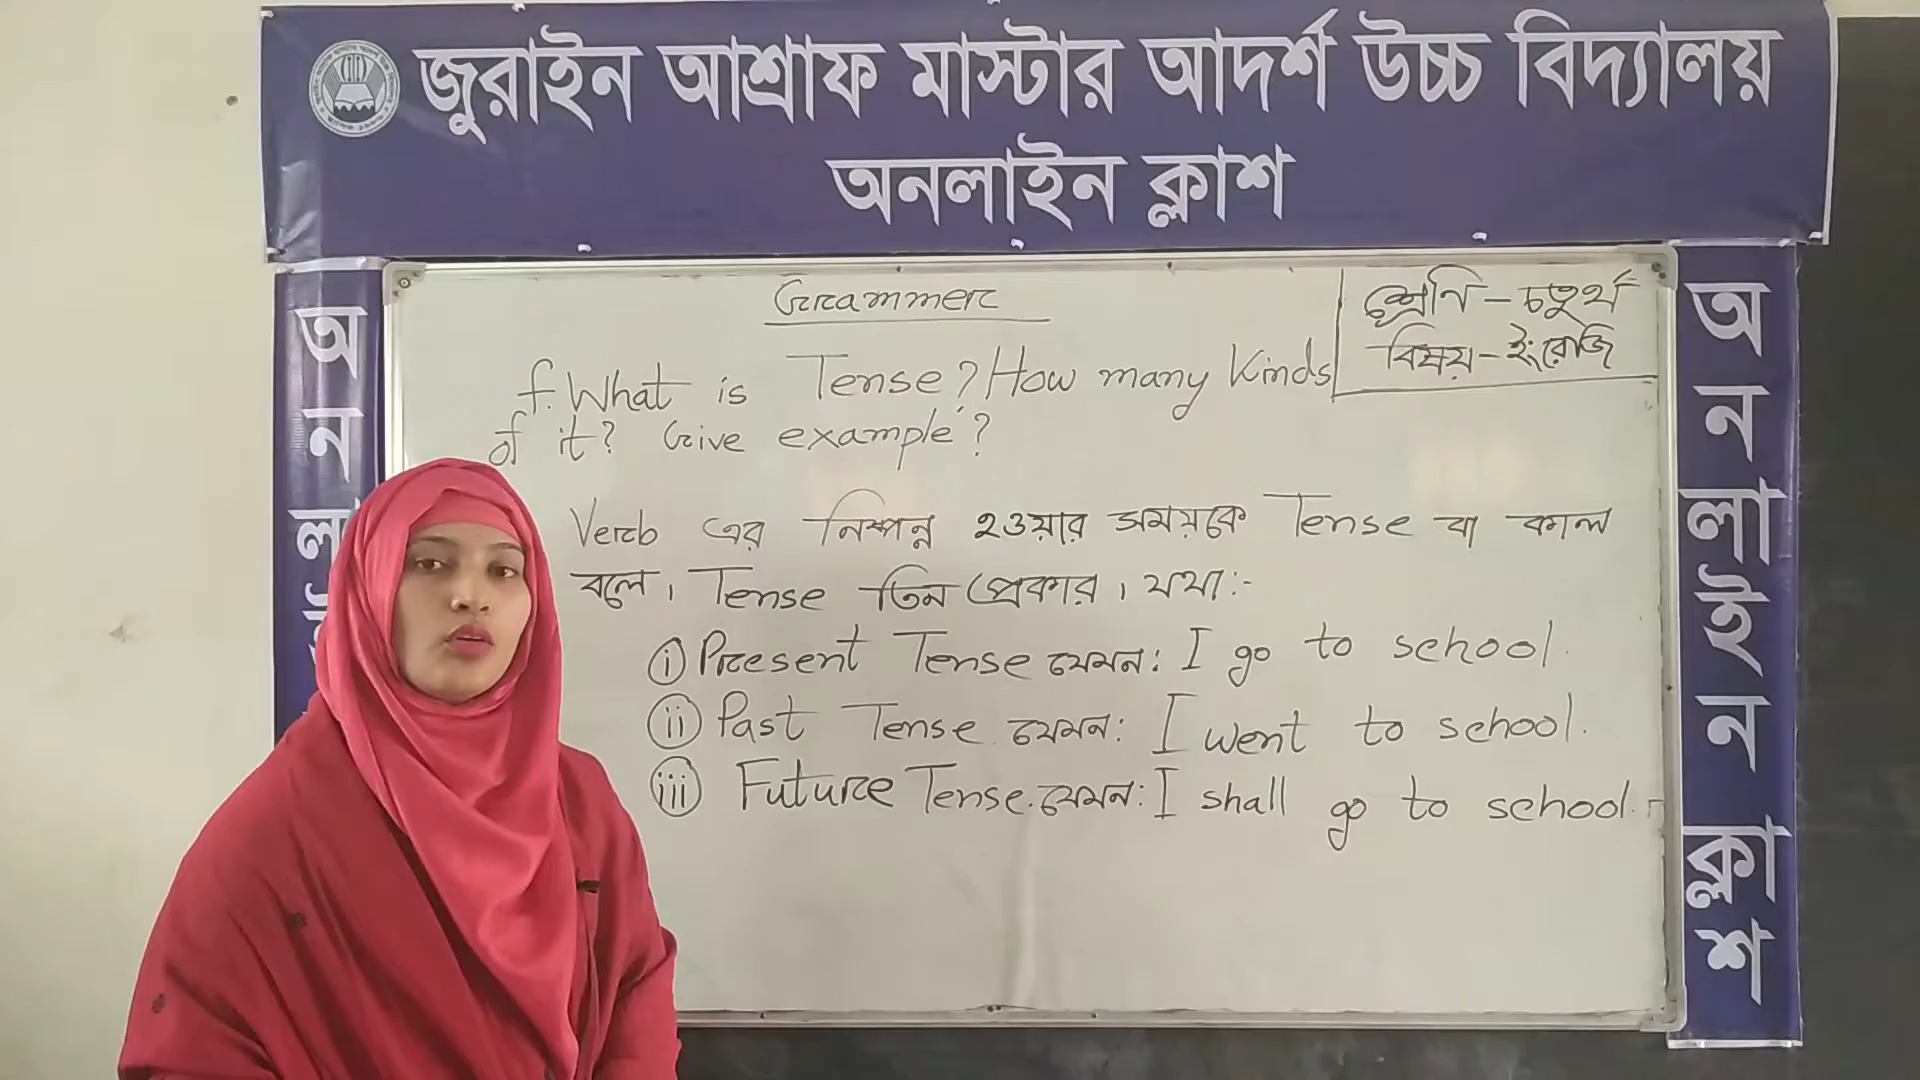 জুরাইন আশ্রাফ মাস্টার আদর্শ উচ্চ বিদ্যালয়
অনলাইন ক্লাশ
Grammer
শ্রেণি - চতুর্থ
বিষয় - ইংরেজি
f. What is Tense? How many Kinds
of it? Give example?
Verb এর নিষ্পন্ন হওয়ার সময়কে Tense বা কাল
বলে। Tense তিন প্রকার। যথা:-
i Present Tense যেমন: I go to school.
ii Past Tense. যেমন: I went to school.
iii Future Tense. যেমন: I shall go to school.
অ
ন
লা
অ
ন
লা
ই
ন
ক্লা
শ